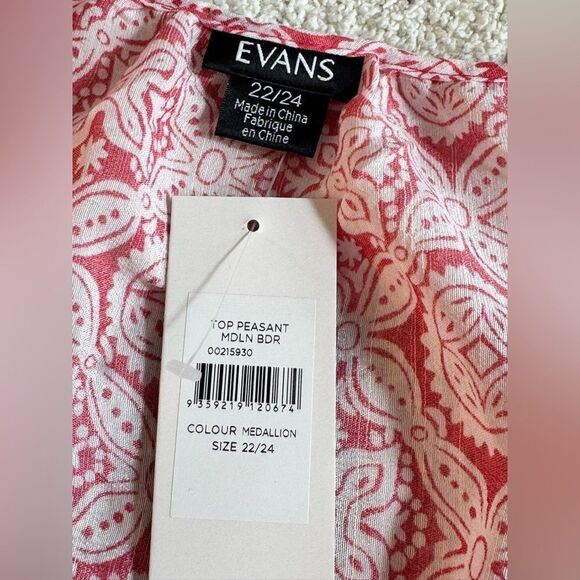 EVANS
22/24
Made in China
Fabrique
en Chine
TOP PEASANT
MDLN BDR
00215930
9 359219 120674
COLOUR MEDALLION
SIZE 22/24